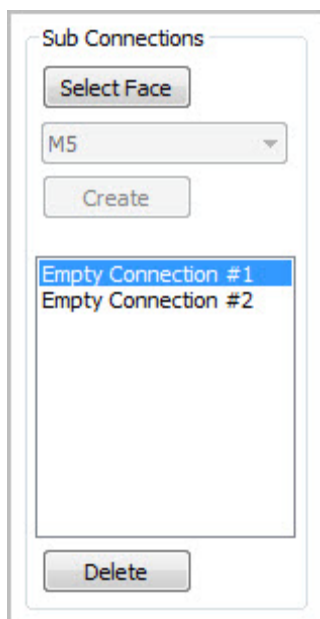 Sub Connections
Select Face
M5
Create
Empty Connection #1
Empty Connection #2
Delete